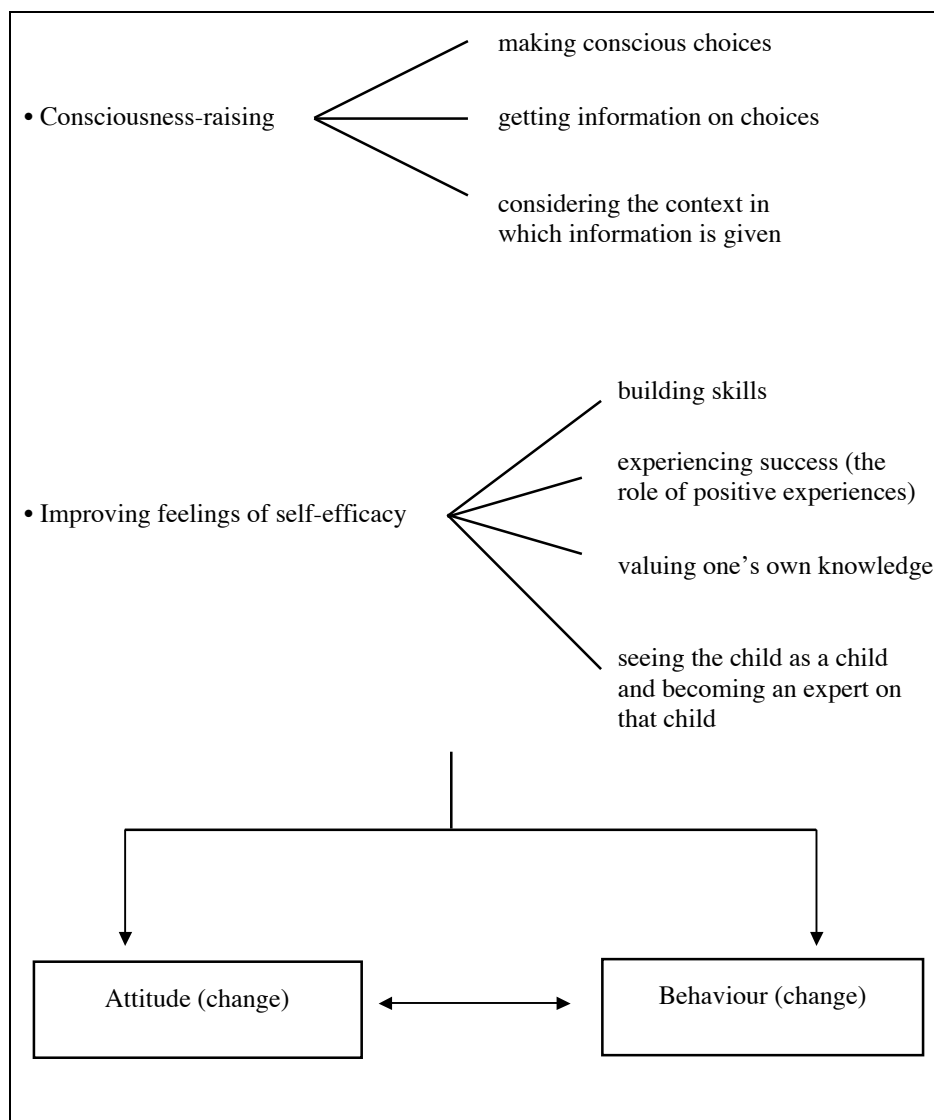 making conscious choices
• Consciousness-raising
getting information on choices
considering the context in
which information is given
building skills
experiencing success (the
role of positive experiences)
• Improving feelings of self-efficacy
valuing one’s own knowledge
seeing the child as a child
and becoming an expert on
that child
Attitude (change)
Behaviour (change)